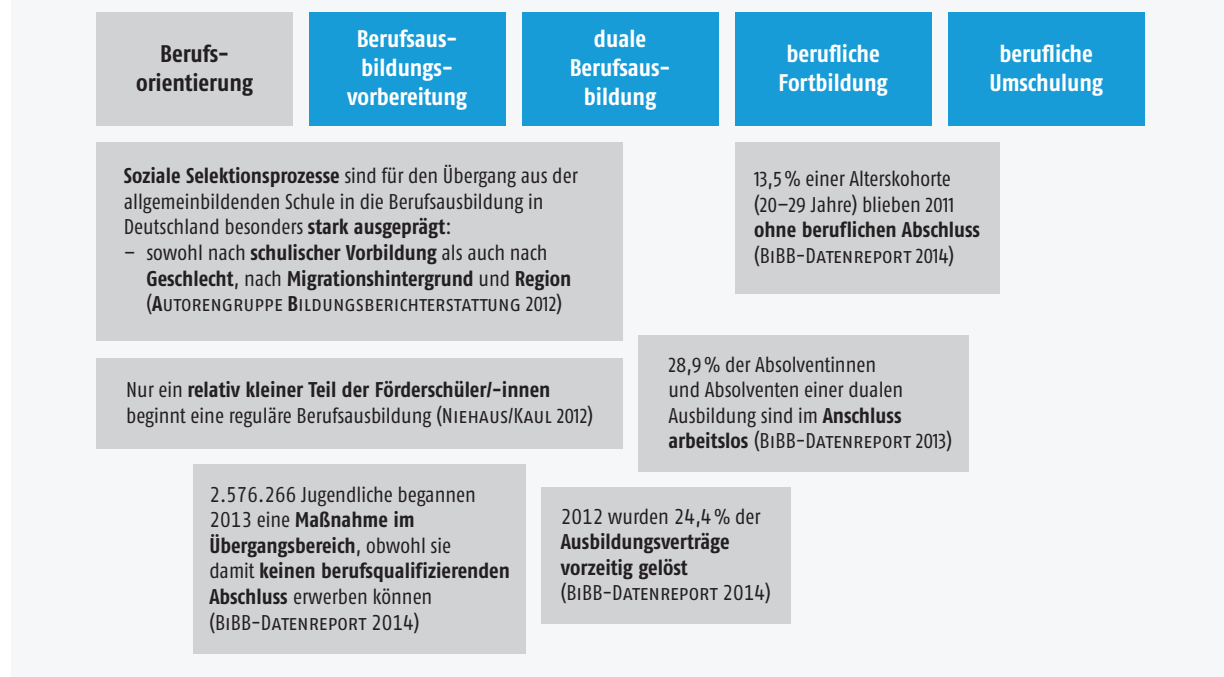 Berufs-
orientierung
Berufsaus-
bildungs-
vorbereitung
duale
Berufsaus-
bildung
berufliche
Fortbildung
berufliche
Umschulung
Soziale Selektionsprozesse sind für den Übergang aus der
allgemeinbildenden Schule in die Berufsausbildung in
Deutschland besonders stark ausgeprägt:
– sowohl nach schulischer Vorbildung als auch nach
Geschlecht, nach Migrationshintergrund und Region
(AUTORENGRUPPE BILDUNGSBERICHTERSTATTUNG 2012)
13,5 % einer Alterskohorte
(20–29 Jahre) blieben 2011
ohne beruflichen Abschluss
(BIBB-DATENREPORT 2014)
Nur ein relativ kleiner Teil der Förderschüler/-innen
beginnt eine reguläre Berufsausbildung (NIEHAUS/KAUL 2012)
28,9 % der Absolventinnen
und Absolventen einer dualen
Ausbildung sind im Anschluss
arbeitslos (BIBB-DATENREPORT 2013)
2.576.266 Jugendliche begannen
2013 eine Maßnahme im
Übergangsbereich, obwohl sie
damit keinen berufsqualifizierenden
Abschluss erwerben können
(BIBB-DATENREPORT 2014)
2012 wurden 24,4 % der
Ausbildungsverträge
vorzeitig gelöst
(BIBB-DATENREPORT 2014)